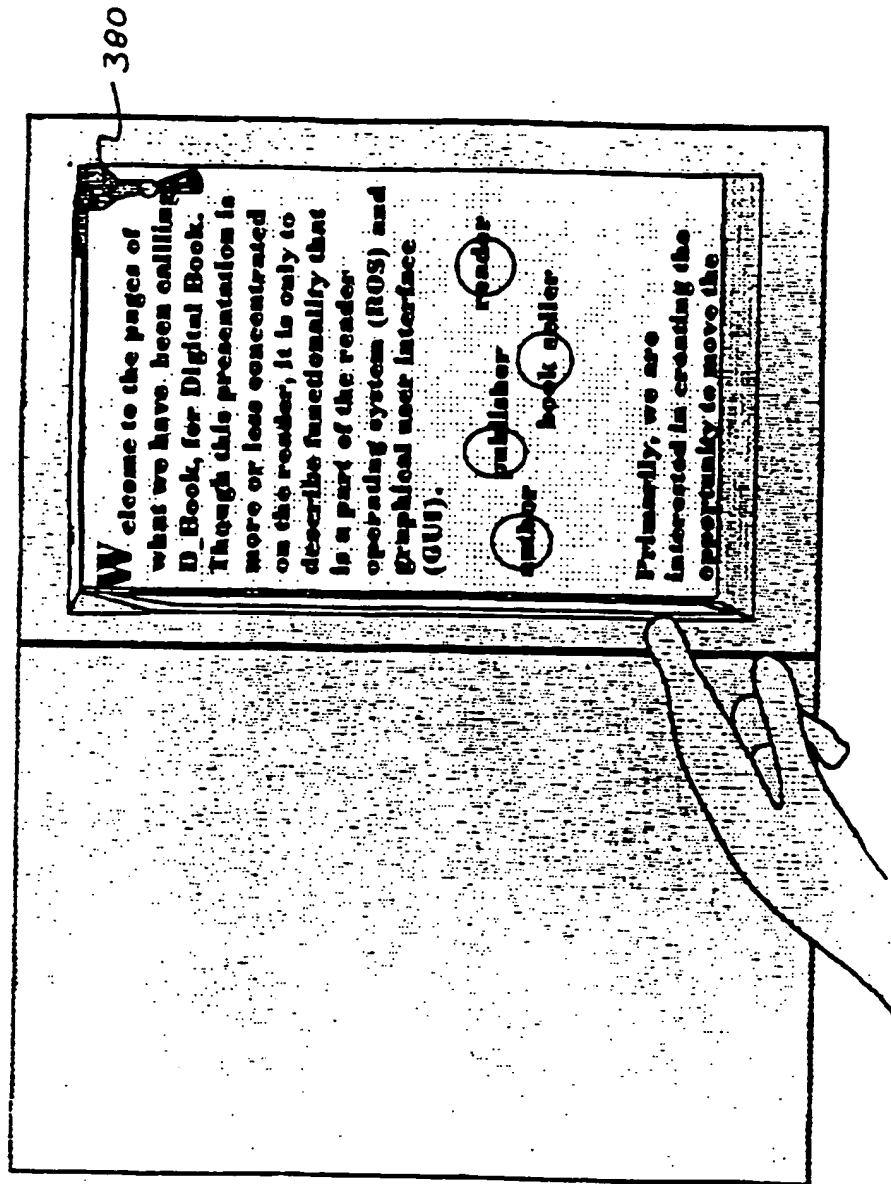 380
Welcome to the pages of
what we have been callling
D_Book, for Digital Book.
Though this presentation is
more or less concentrated
on the reader, it is only to
describe functionality that
is a part of the reader
operating system (ROS) and
graphical user interface
(GUI).
author publisher book seller reader
Primarily, we are
interested in creating the
opportunity to move the